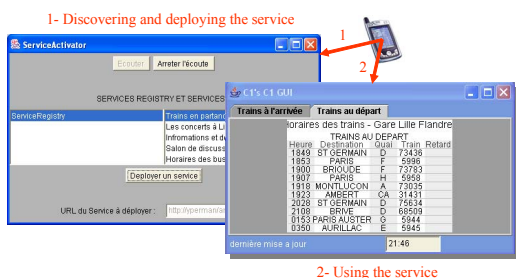 1- Discovering and deploying the service
ServiceActivator
Ecouter Arreter l'écoute
SERVICES REGISTRY ET SERVICES
ServiceRegistry
Trains en partanc
Les concerts à Li
Infromations et d
Salon de discuss
Horaires des bus
Deployer un service
URL du Service à déployer :
1
2
C1's C1 GUI
Trains à l'arrivée Trains au départ
Horaires des trains - Gare Lille Flandre
TRAINS AU DEPART
Heure Destination Quai Train Retard
1849 ST GERMAIN D 73436
1853 PARIS F 5996
1900 BRIOUDE F 73783
1907 PARIS H 5958
1918 MONTLUCON A 73035
1923 AMBERT CA 31431
2028 ST GERMAIN D 75634
2108 BRIVE D 68509
0153 PARIS AUSTER G 5944
0350 AURILLAC E 5945
dernière mise a jour 21:46
2- Using the service